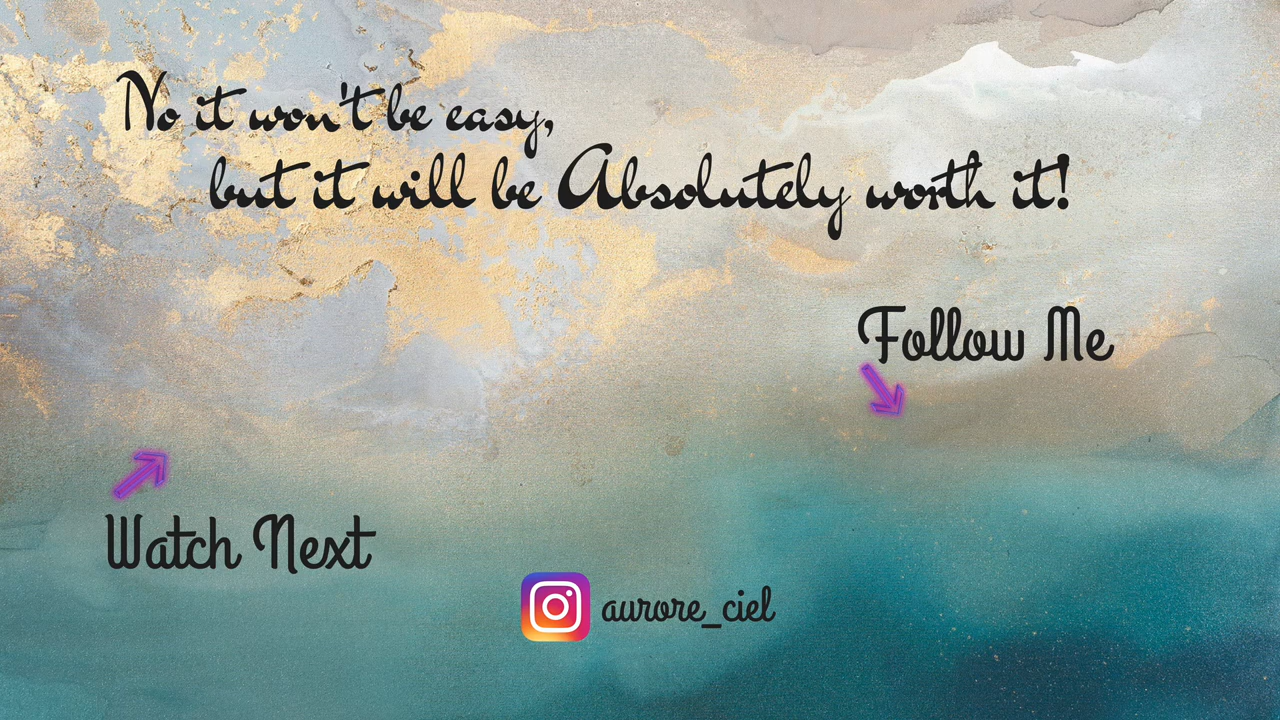 No it won't be easy,
but it will be Absolutely worth it!
Follow Me
Watch Next
aurore_ciel